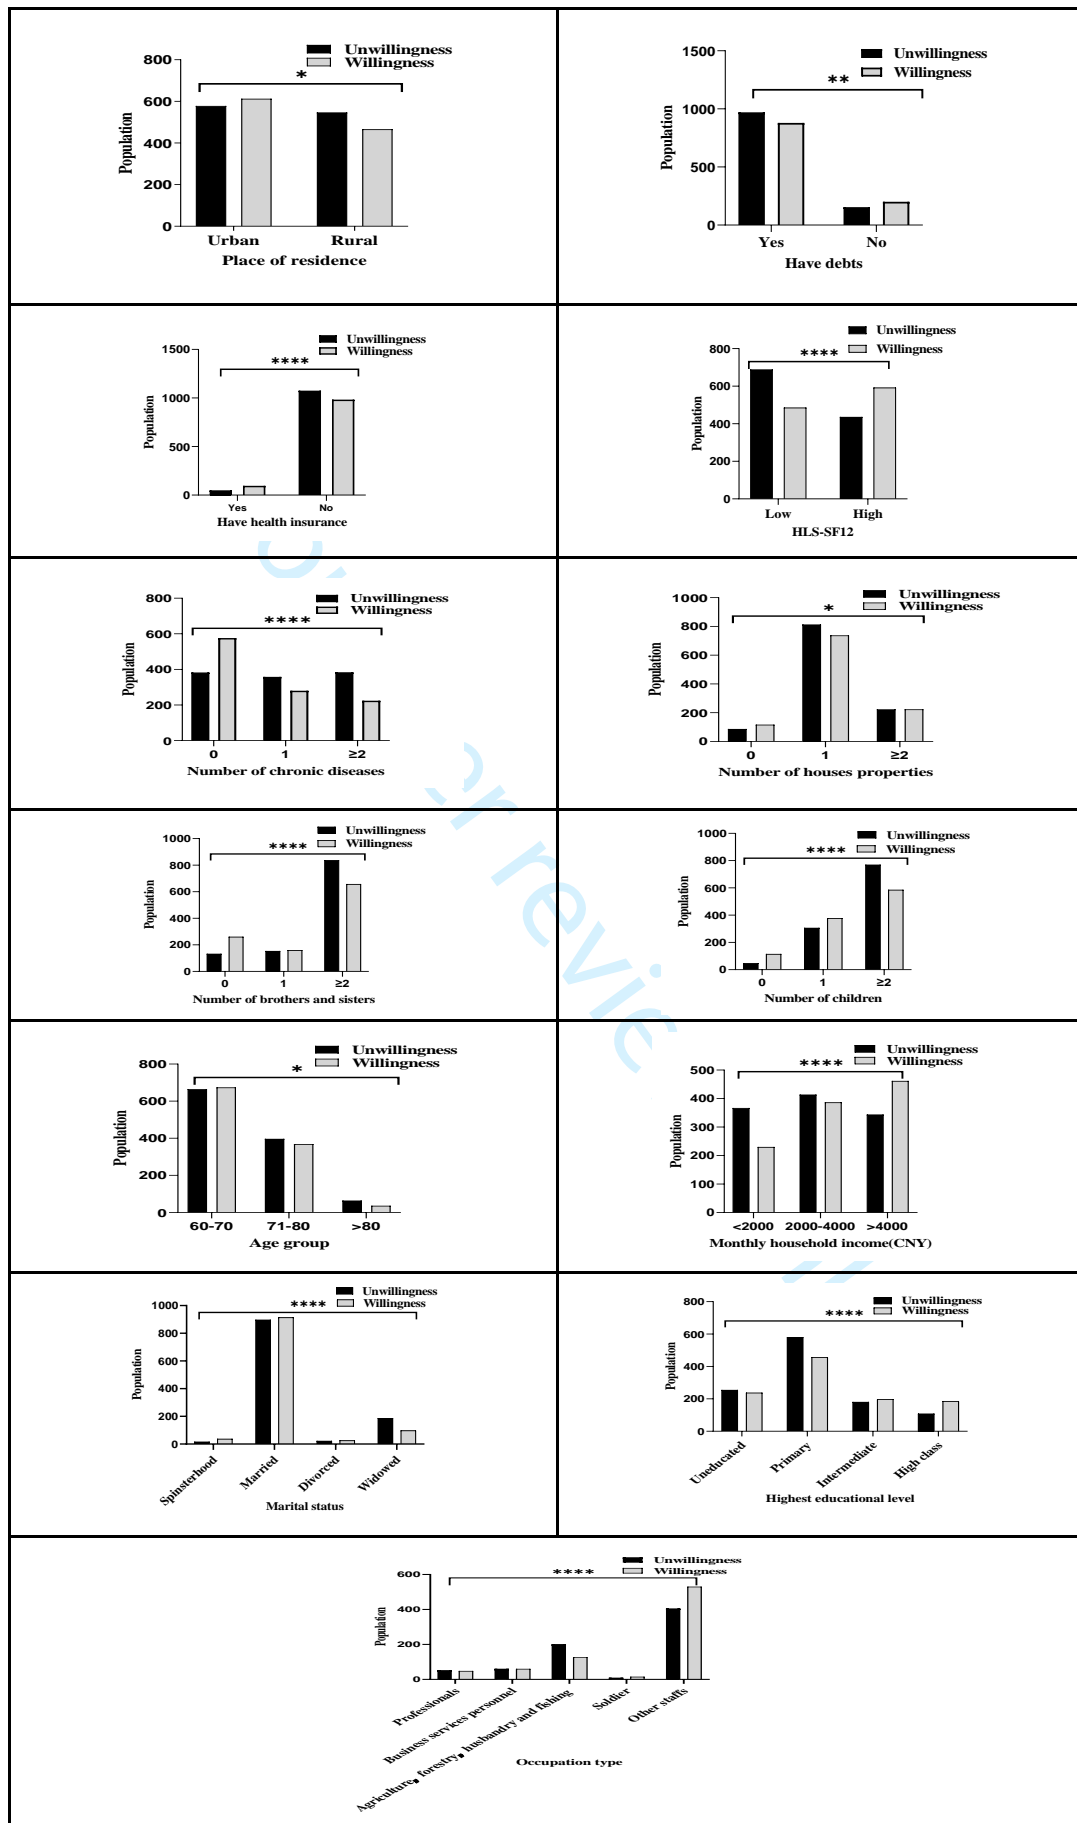 Unwillingness
Willingness
*
Population
800
600
400
200
0
Urban Rural
Place of residence
Unwillingness
Willingness
**
Population
1500
1000
500
0
Yes No
Have debts
Unwillingness
Willingness
****
Population
1500
1000
500
0
Yes No
Have health insurance
Unwillingness
Willingness
****
Population
800
600
400
200
0
Low High
HLS-SF12
Unwillingness
Willingness
****
Population
800
600
400
200
0
0 1 ≥2
Number of chronic diseases
Unwillingness
Willingness
*
Population
1000
800
600
400
200
0
0 1 ≥2
Number of houses properties
Unwillingness
Willingness
****
Population
1000
800
600
400
200
0
0 1 ≥2
Number of brothers and sisters
Unwillingness
Willingness
****
Population
1000
800
600
400
200
0
0 1 ≥2
Number of children
Unwillingness
Willingness
*
Population
800
600
400
200
0
60-70 71-80 >80
Age group
Unwillingness
Willingness
****
Population
500
400
300
200
100
0
<2000 2000-4000 >4000
Monthly household income(CNY)
Unwillingness
Willingness
****
Population
1000
800
600
400
200
0
Spinsterhood Married Divorced Widowed
Marital status
Unwillingness
Willingness
****
Population
800
600
400
200
0
Uneducated Primary Intermediate High class
Highest educational level
Unwillingness
Willingness
****
Population
600
400
200
0
Professionals
Business services personnel
Agriculture, forestry, husbandry and fishing
Soldier
Other staffs
Occupation type
review